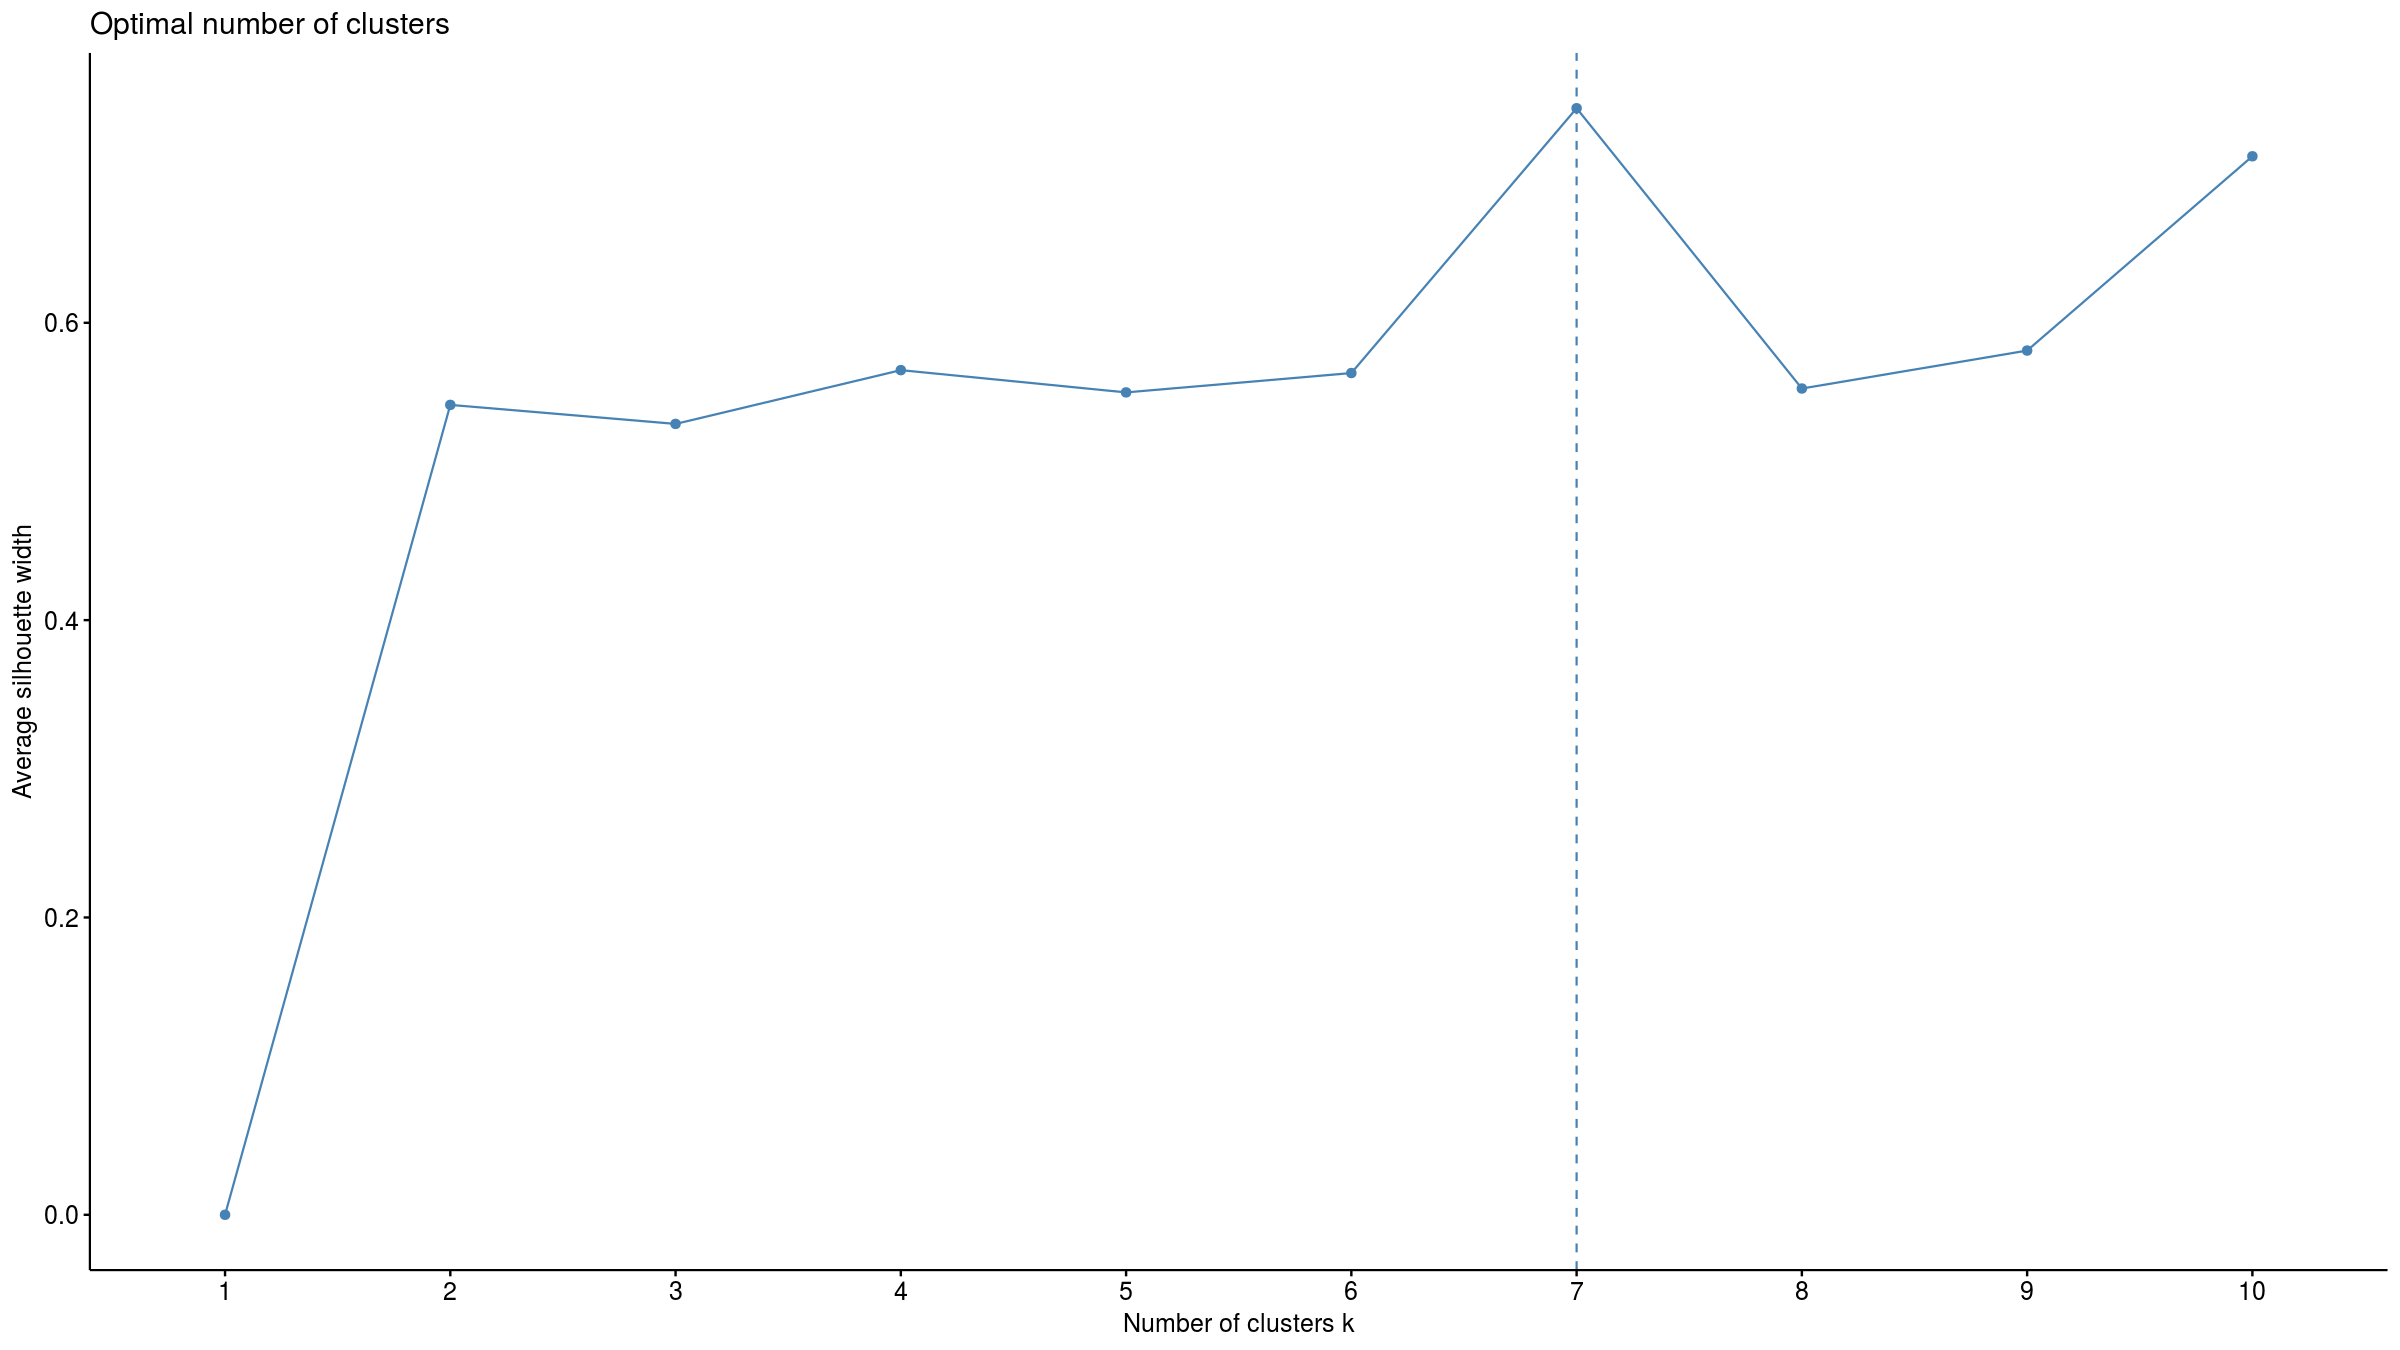 Optimal number of clusters
Average silhouette width
0.6
0.4
0.2
0.0
1 2 3 4 5 6 7 8 9 10
Number of clusters k